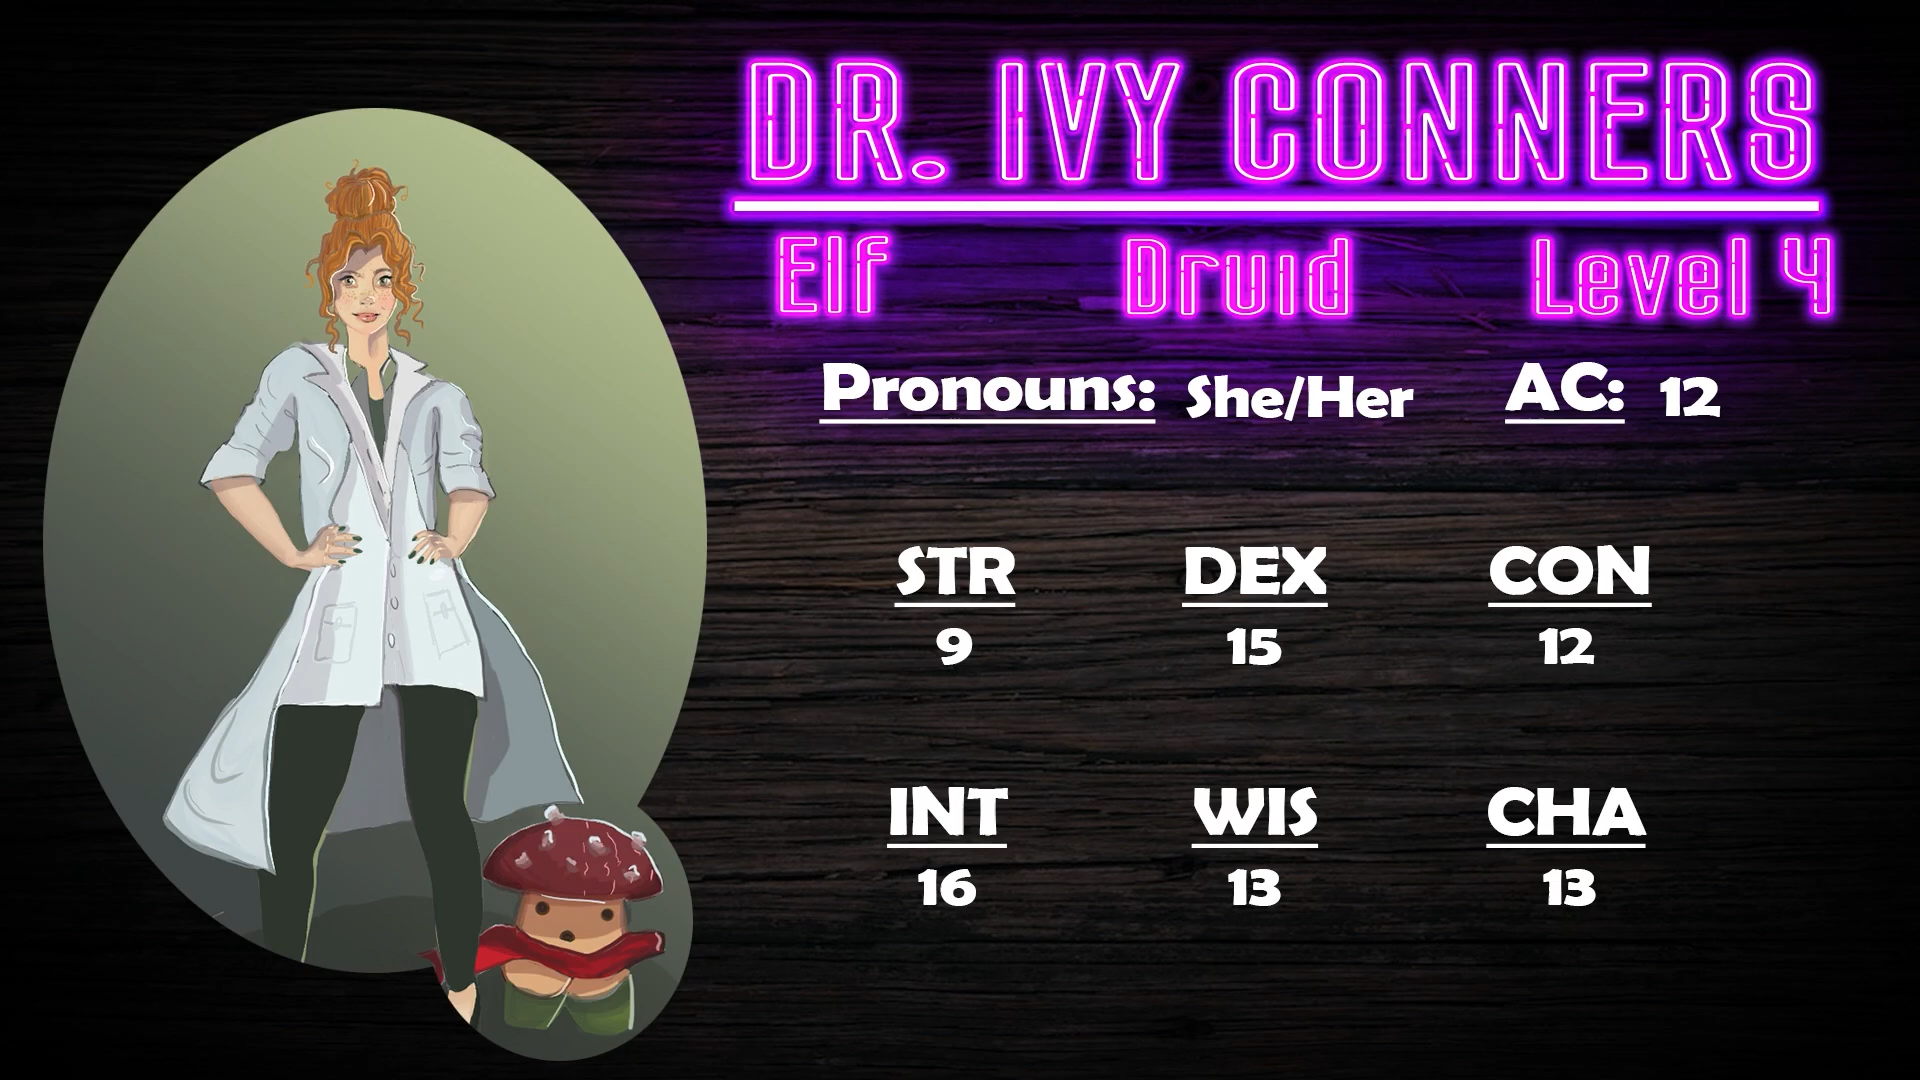 DR. IVY CONNERS
Elf Druid Level 4
Pronouns: She/Her AC: 12
STR DEX CON
9 15 12
INT WIS CHA
16 13 13